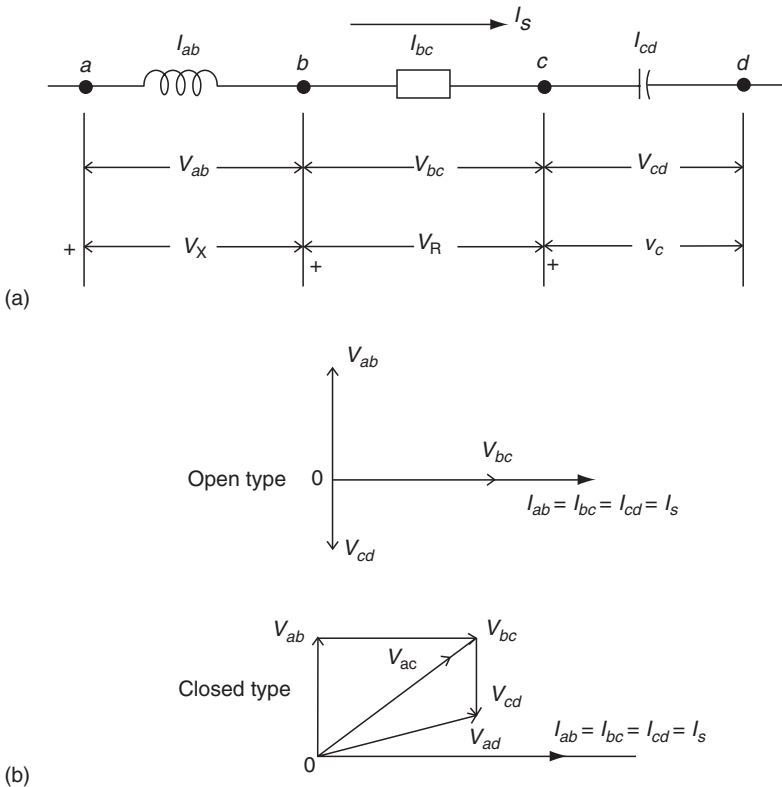 I_s
I_ab I_bc I_cd
a b c d
V_ab V_bc V_cd
+ V_X + V_R + v_c
(a)
V_ab
V_bc
Open type 0
I_ab = I_bc = I_cd = I_s
V_cd
V_ab V_bc
V_ac
Closed type V_cd
V_ad I_ab = I_bc = I_cd = I_s
0
(b)